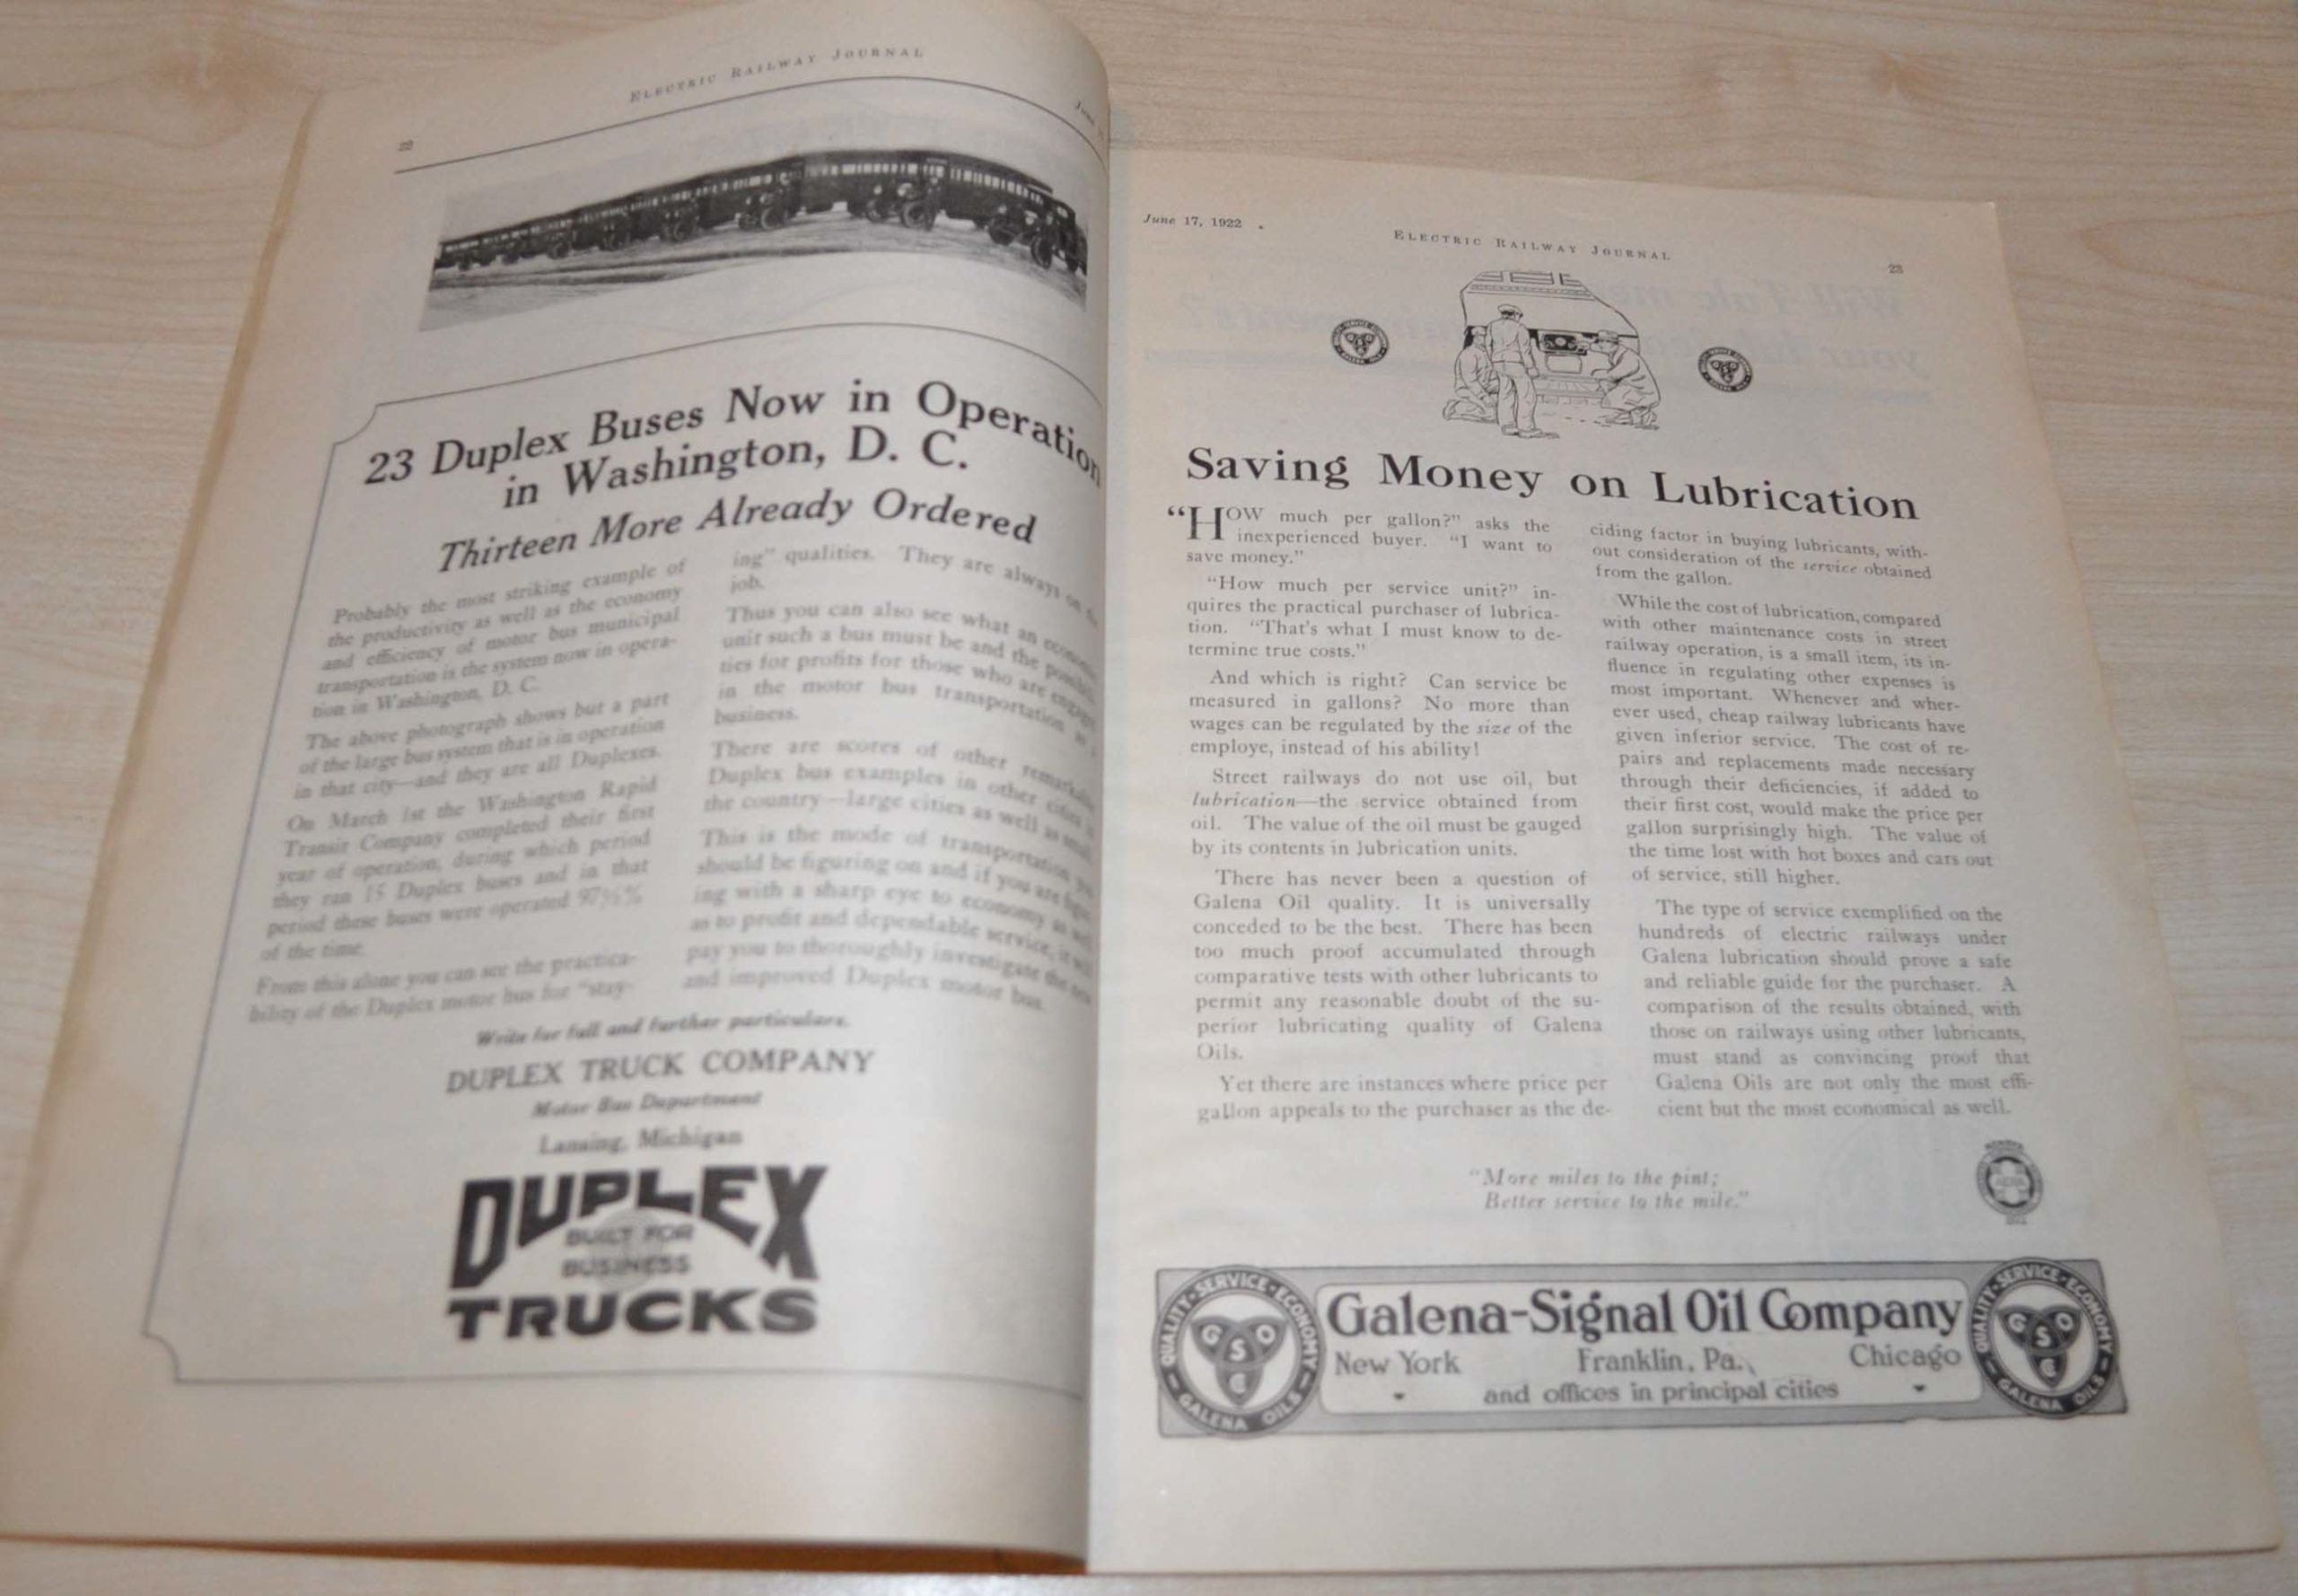 ELECTRIC RAILWAY JOURNAL
22
23 Duplex Buses Now in Operation
in Washington, D. C.
Thirteen More Already Ordered
Probably the most striking example of
the productivity as well as the economy
and efficiency of motor bus municipal
transportation is the system now in opera-
tion in Washington, D. C.
The above photograph shows but a part
of the large bus system that is in operation
in that city—and they are all Duplexes.
On March 1st the Washington Rapid
Transit Company completed their first
year of operation, during which period
they ran 15 Duplex buses and in that
period these buses were operated 97½%
of the time.
From this alone you can see the practica-
bility of the Duplex motor bus for "stay-
ing" qualities. They are always on the
job.
Thus you can also see what an
unit such a bus must be and the
ties for profits for those who are
in the motor bus transportation
business.
There are scores of other
Duplex bus examples in other cities
the country—large cities as well as
This is the mode of transportation
should be figuring on and if you are
ing with a sharp eye to economy as well
as to profit and dependable service, it
pay you to thoroughly investigate the
and improved Duplex motor bus.
Write for full and further particulars.
DUPLEX TRUCK COMPANY
Motor Bus Department
Lansing, Michigan
DUPLEX
BUILT FOR
BUSINESS
TRUCKS
June 17, 1922
ELECTRIC RAILWAY JOURNAL
23
Saving Money on Lubrication
"HOW much per gallon?" asks the
inexperienced buyer. "I want to
save money."
"How much per service unit?" in-
quires the practical purchaser of lubrica-
tion. "That's what I must know to de-
termine true costs."
And which is right? Can service be
measured in gallons? No more than
wages can be regulated by the size of the
employe, instead of his ability!
Street railways do not use oil, but
lubrication—the service obtained from
oil. The value of the oil must be gauged
by its contents in lubrication units.
There has never been a question of
Galena Oil quality. It is universally
conceded to be the best. There has been
too much proof accumulated through
comparative tests with other lubricants to
permit any reasonable doubt of the su-
perior lubricating quality of Galena
Oils.
Yet there are instances where price per
gallon appeals to the purchaser as the de-
ciding factor in buying lubricants, with-
out consideration of the service obtained
from the gallon.
While the cost of lubrication, compared
with other maintenance costs in street
railway operation, is a small item, its in-
fluence in regulating other expenses is
most important. Whenever and wher-
ever used, cheap railway lubricants have
given inferior service. The cost of re-
pairs and replacements made necessary
through their deficiencies, if added to
their first cost, would make the price per
gallon surprisingly high. The value of
the time lost with hot boxes and cars out
of service, still higher.
The type of service exemplified on the
hundreds of electric railways under
Galena lubrication should prove a safe
and reliable guide for the purchaser. A
comparison of the results obtained, with
those on railways using other lubricants,
must stand as convincing proof that
Galena Oils are not only the most effi-
cient but the most economical as well.
"More miles to the pint;
Better service to the mile."
QUALITY-SERVICE-ECONOMY
GSOC
GALENA OILS
Galena-Signal Oil Company
New York Franklin, Pa. Chicago
and offices in principal cities
QUALITY-SERVICE-ECONOMY
GSOC
GALENA OILS